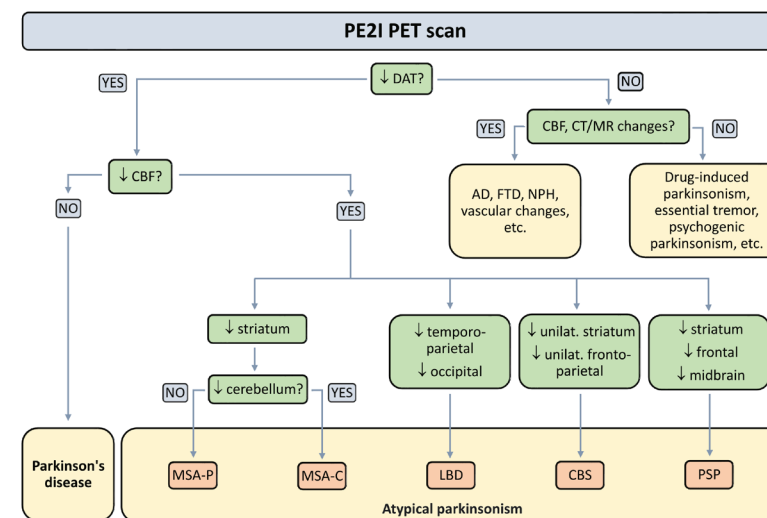 PE2I PET scan
↓ DAT?
YES
NO
CBF, CT/MR changes?
YES
NO
↓ CBF?
AD, FTD, NPH,
vascular changes,
etc.
Drug-induced
parkinsonism,
essential tremor,
psychogenic
parkinsonism, etc.
NO
YES
↓ striatum
↓ temporo-
parietal
↓ occipital
↓ unilat. striatum
↓ unilat. fronto-
parietal
↓ striatum
↓ frontal
↓ midbrain
↓ cerebellum?
NO
YES
Parkinson's
disease
MSA-P
MSA-C
LBD
CBS
PSP
Atypical parkinsonism